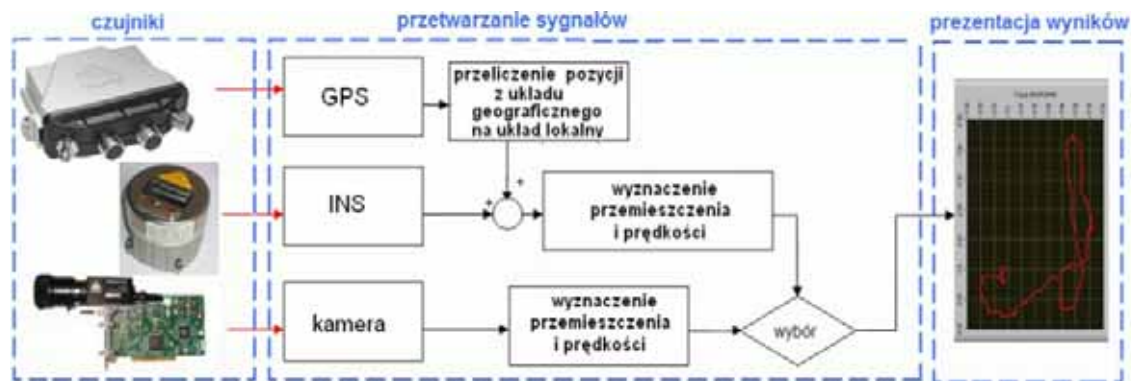 czujniki
przetwarzanie sygnałów
prezentacja wyników
GPS
przeliczenie pozycji
z układu
geograficznego
na układ lokalny
+
+
INS
wyznaczenie
przemieszczenia
i prędkości
kamera
wyznaczenie
przemieszczenia
i prędkości
wybór